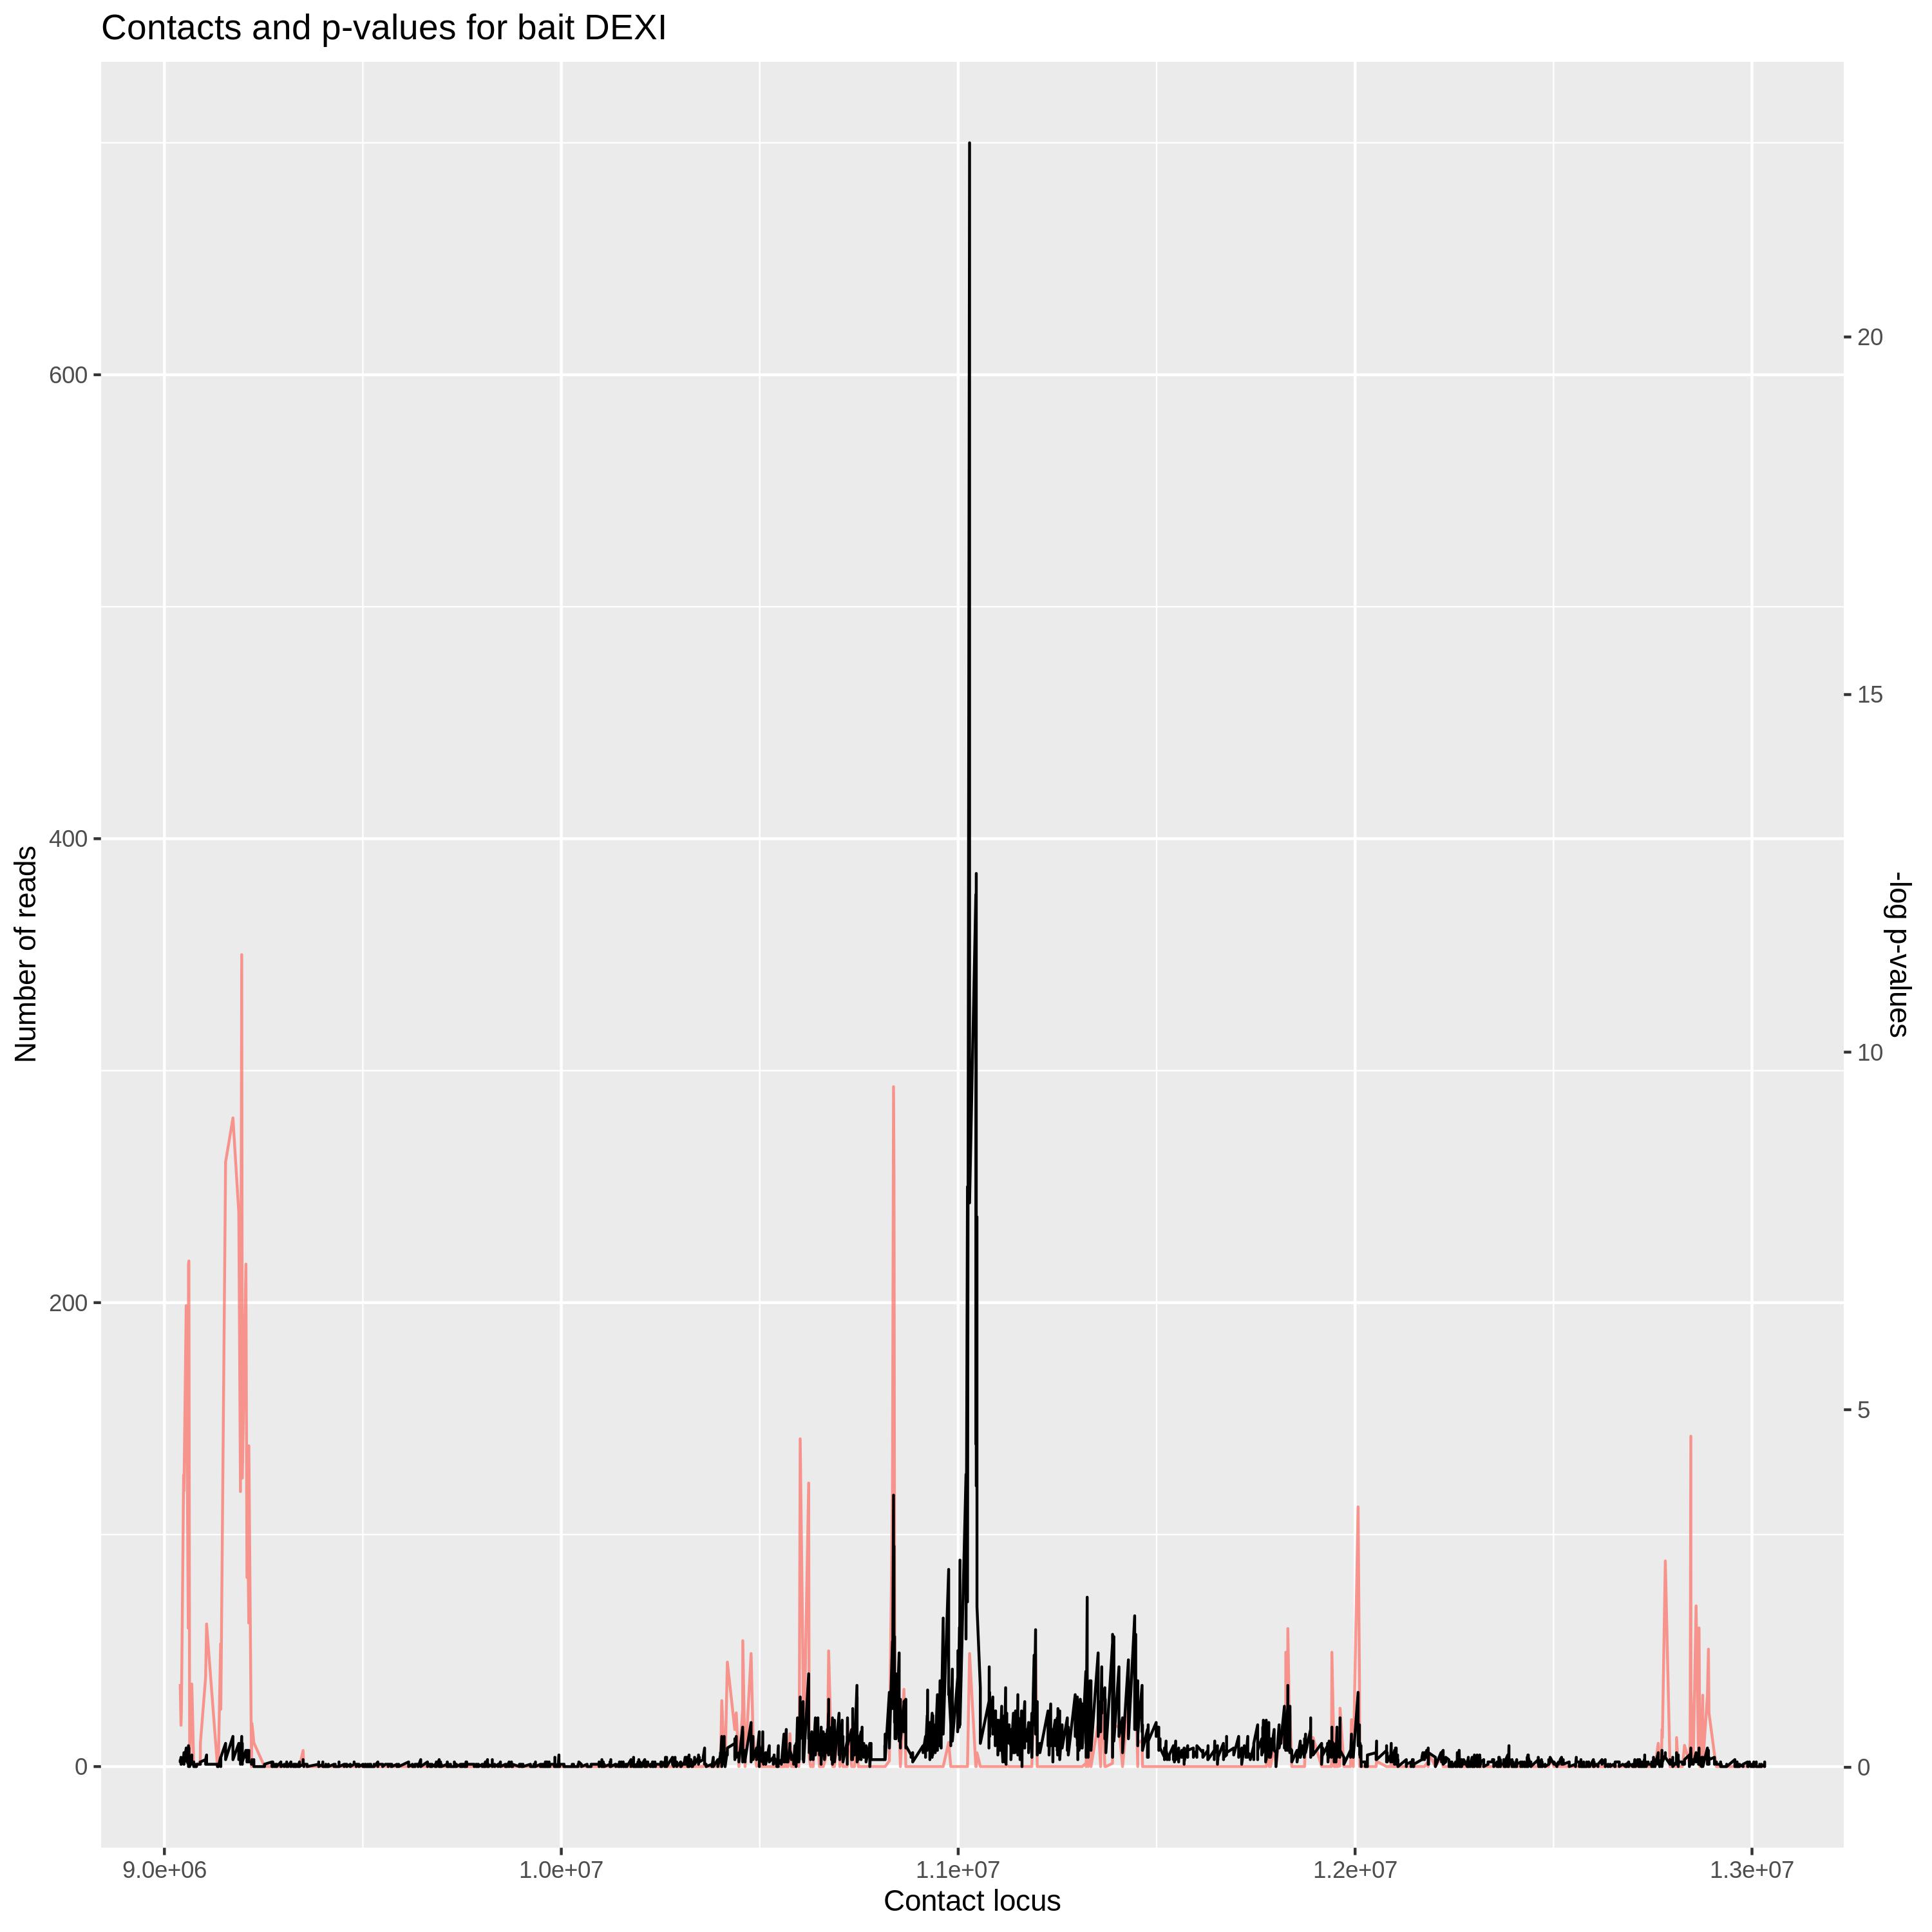 Contacts and p-values for bait DEXI
Number of reads
600
400
200
0
-log p-values
20
15
10
5
0
9.0e+06
1.0e+07
1.1e+07
1.2e+07
1.3e+07
Contact locus